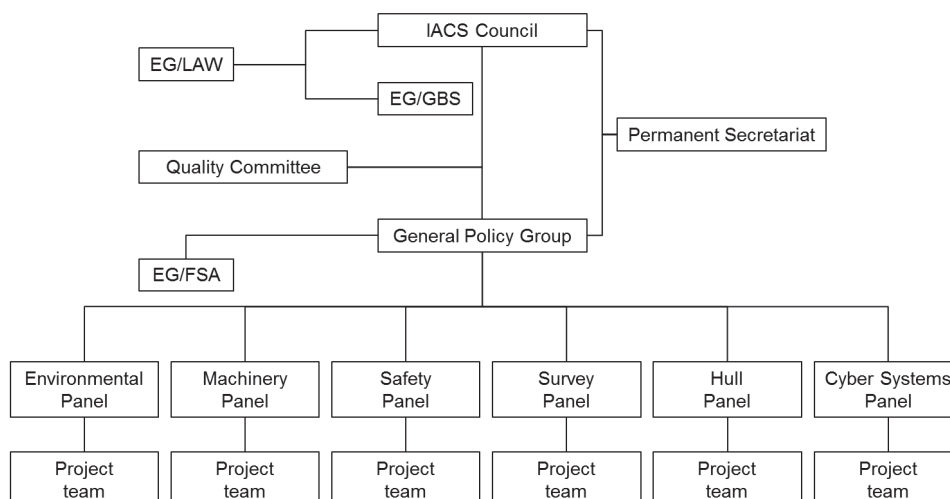 IACS Council
EG/LAW
EG/GBS
Permanent Secretariat
Quality Committee
General Policy Group
EG/FSA
Environmental
Panel
Machinery
Panel
Safety
Panel
Survey
Panel
Hull
Panel
Cyber Systems
Panel
Project
team
Project
team
Project
team
Project
team
Project
team
Project
team